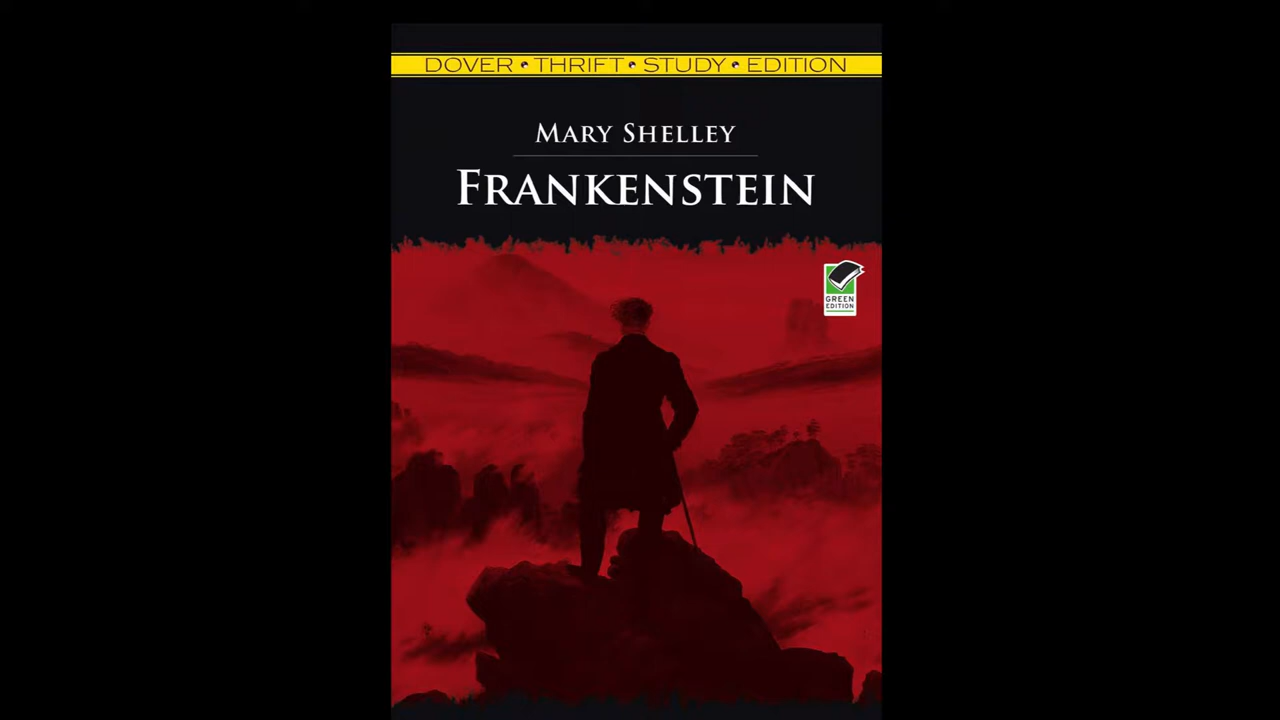 DOVER • THRIFT • STUDY • EDITION
MARY SHELLEY
FRANKENSTEIN
GREEN
EDITION